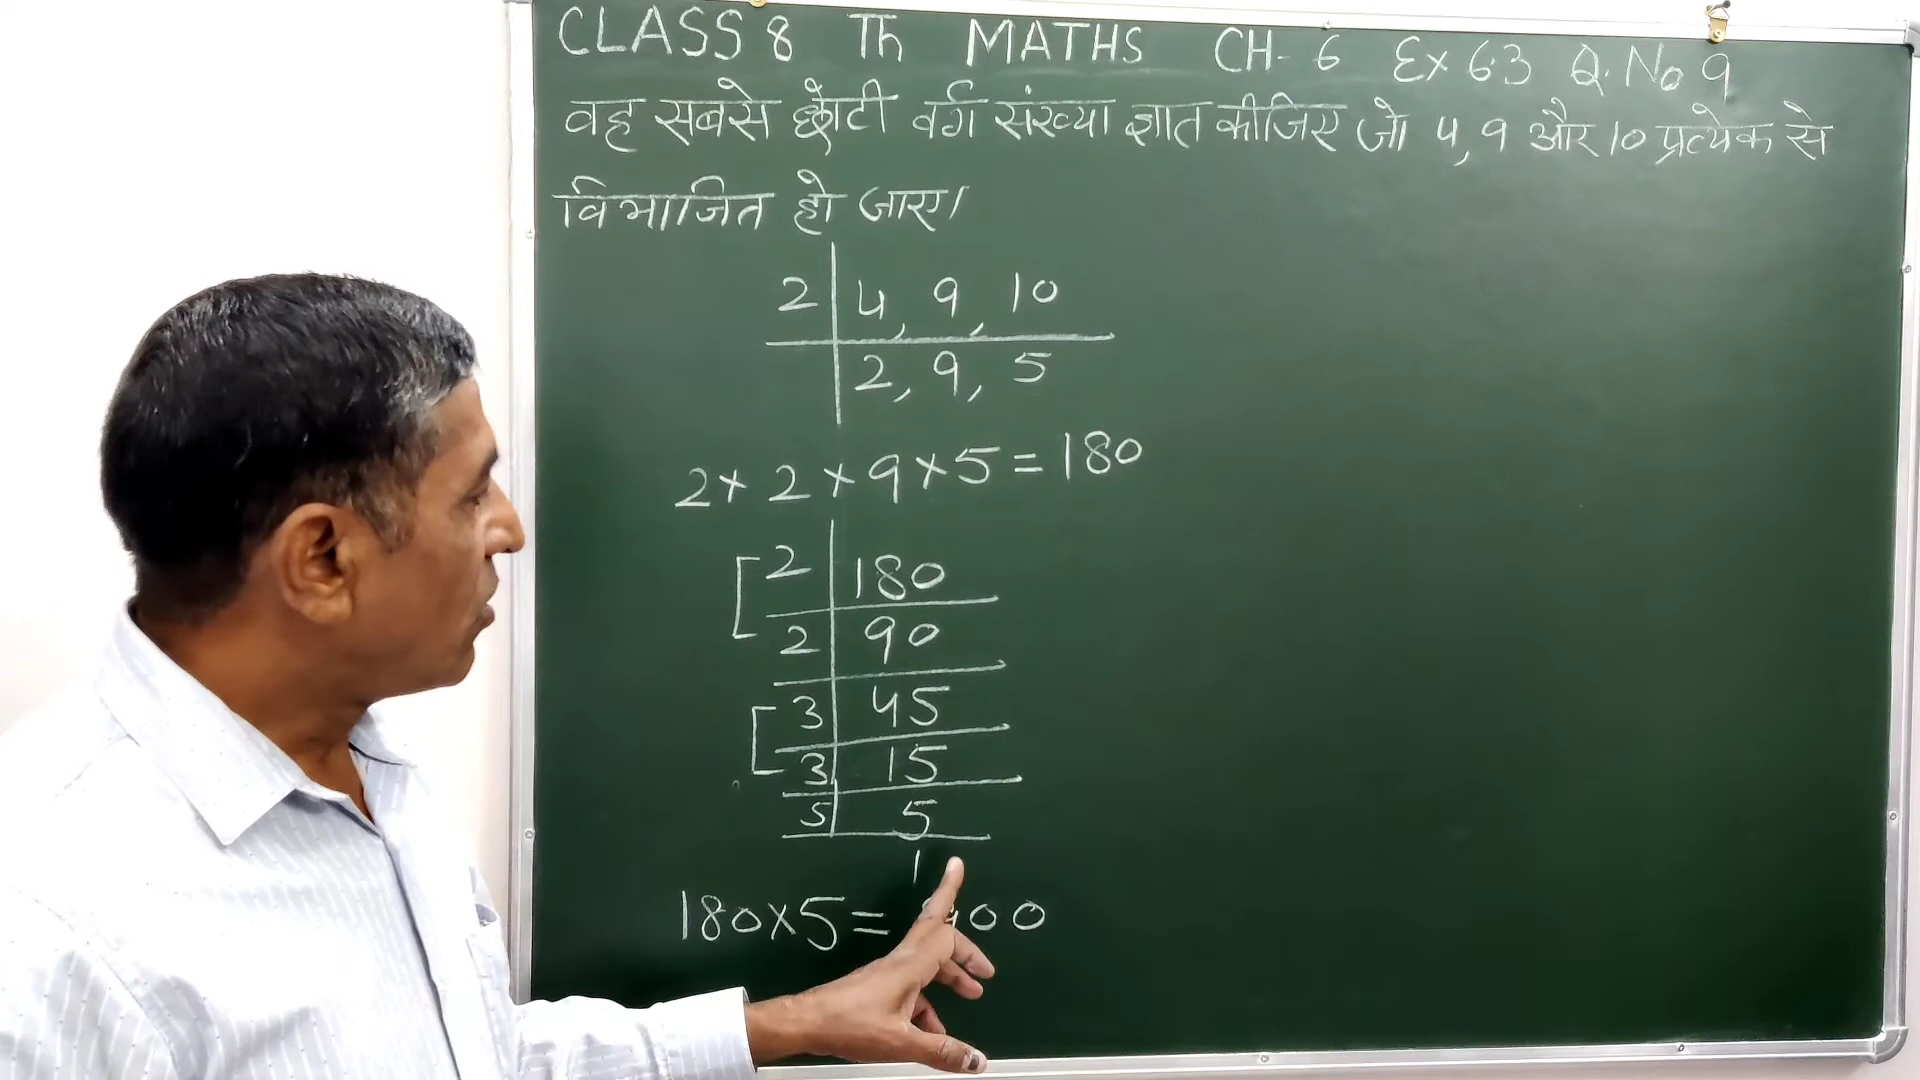 CLASS 8 Th MATHS CH-6 Ex 6.3 Q.No 9
वह सबसे छोटी वर्ग संख्या ज्ञात कीजिए जो 4, 9 और 10 प्रत्येक से
विभाजित हो जाए।
2 | 4, 9, 10
2, 9, 5
2 × 2 × 9 × 5 = 180
2 | 180
2 | 90
3 | 45
3 | 15
5 | 5
1
180 × 5 = 900